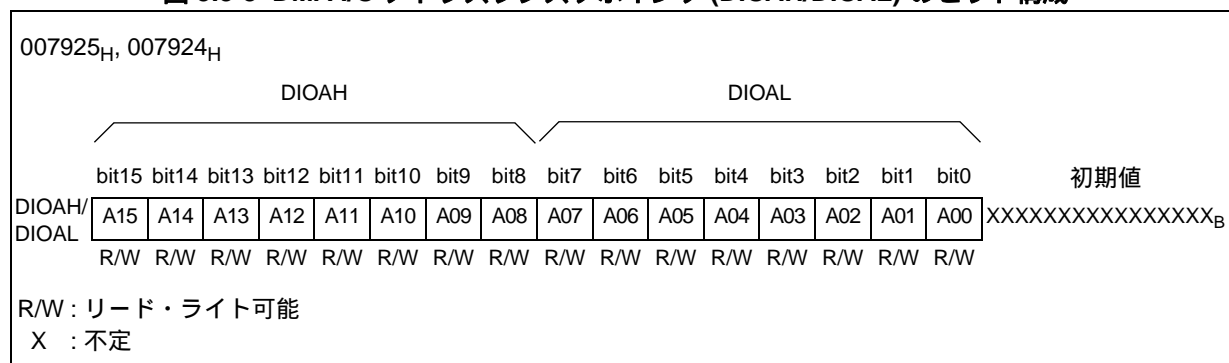 007925H, 007924H
DIOAH DIOAL
bit15 bit14 bit13 bit12 bit11 bit10 bit9 bit8 bit7 bit6 bit5 bit4 bit3 bit2 bit1 bit0 初期値
DIOAH/
DIOAL
A15 A14 A13 A12 A11 A10 A09 A08 A07 A06 A05 A04 A03 A02 A01 A00 XXXXXXXXXXXXXXXXB
R/W R/W R/W R/W R/W R/W R/W R/W R/W R/W R/W R/W R/W R/W R/W R/W
R/W : リード・ライト可能
X : 不定